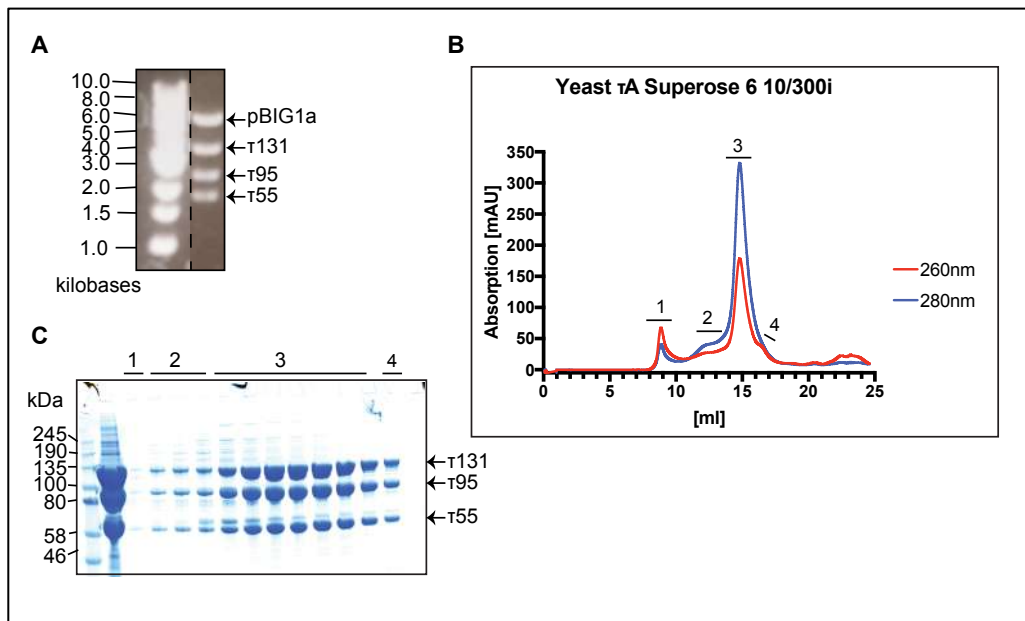 A
10.0
8.0
6.0
5.0
4.0
3.0
2.0
1.5
1.0
kilobases
pBIG1a
τ131
τ95
τ55
B
Yeast τA Superose 6 10/300i
Absorption [mAU]
350
300
250
200
150
100
50
0
0 5 10 15 20 25
[ml]
1
2
3
4
260nm
280nm
C
1 2 3 4
kDa
245
190
135
100
80
58
46
τ131
τ95
τ55